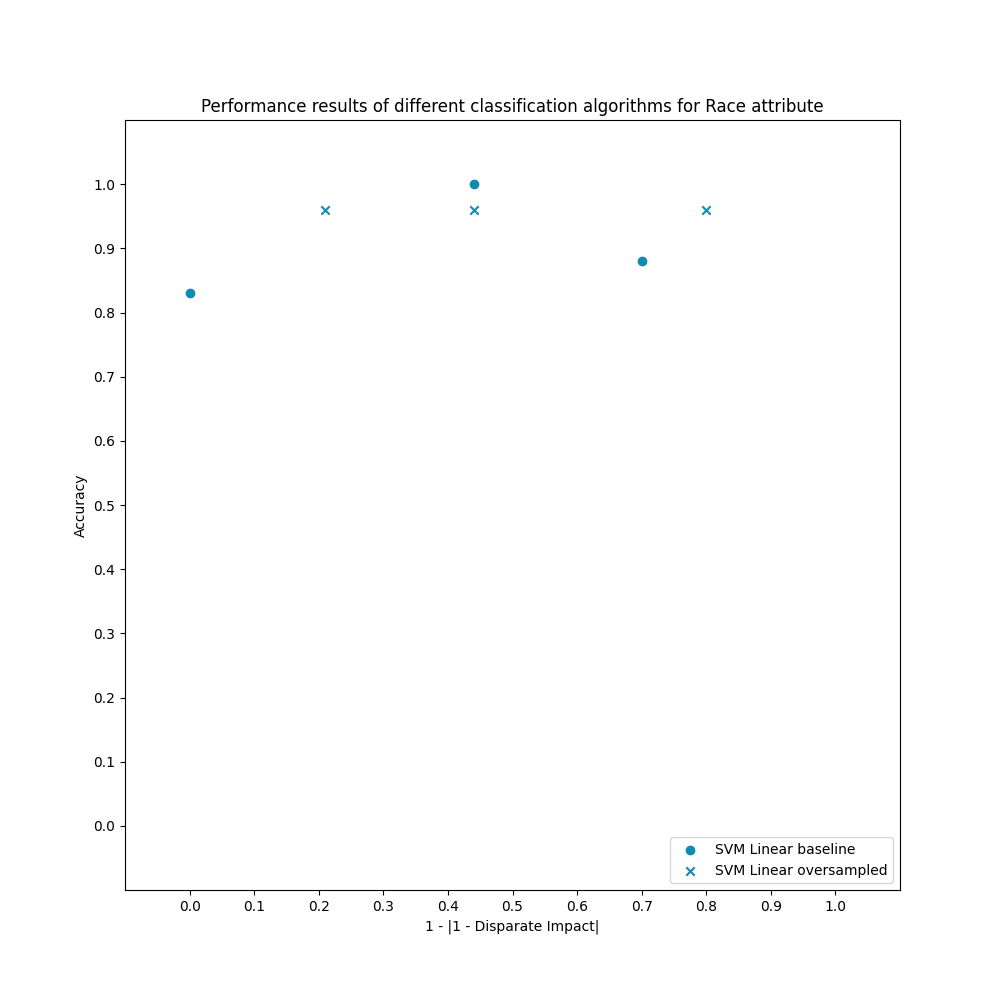 Performance results of different classification algorithms for Race attribute
1.0
0.9
0.8
0.7
0.6
0.5
0.4
0.3
0.2
0.1
0.0
Accuracy
SVM Linear baseline
SVM Linear oversampled
0.0 0.1 0.2 0.3 0.4 0.5 0.6 0.7 0.8 0.9 1.0
1 - |1 - Disparate Impact|